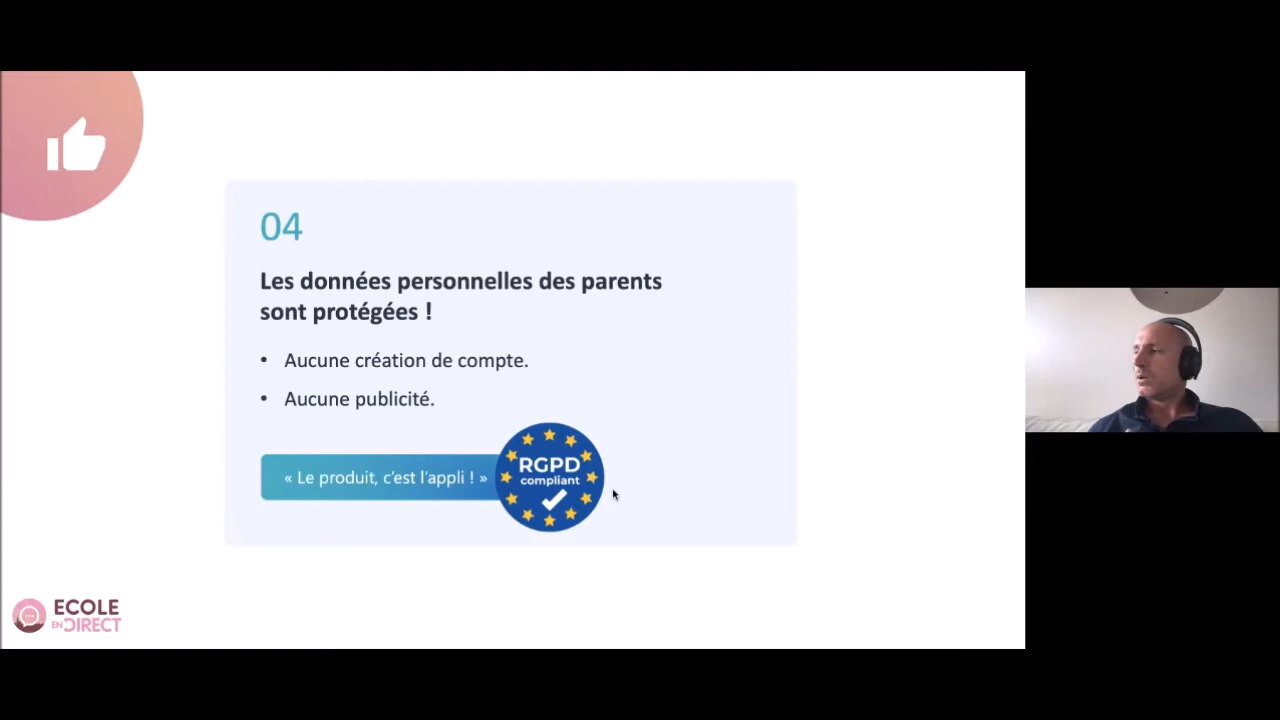 04
Les données personnelles des parents
sont protégées !
• Aucune création de compte.
• Aucune publicité.
« Le produit, c'est l'appli ! »
RGPD
compliant
ECOLE
EN DIRECT